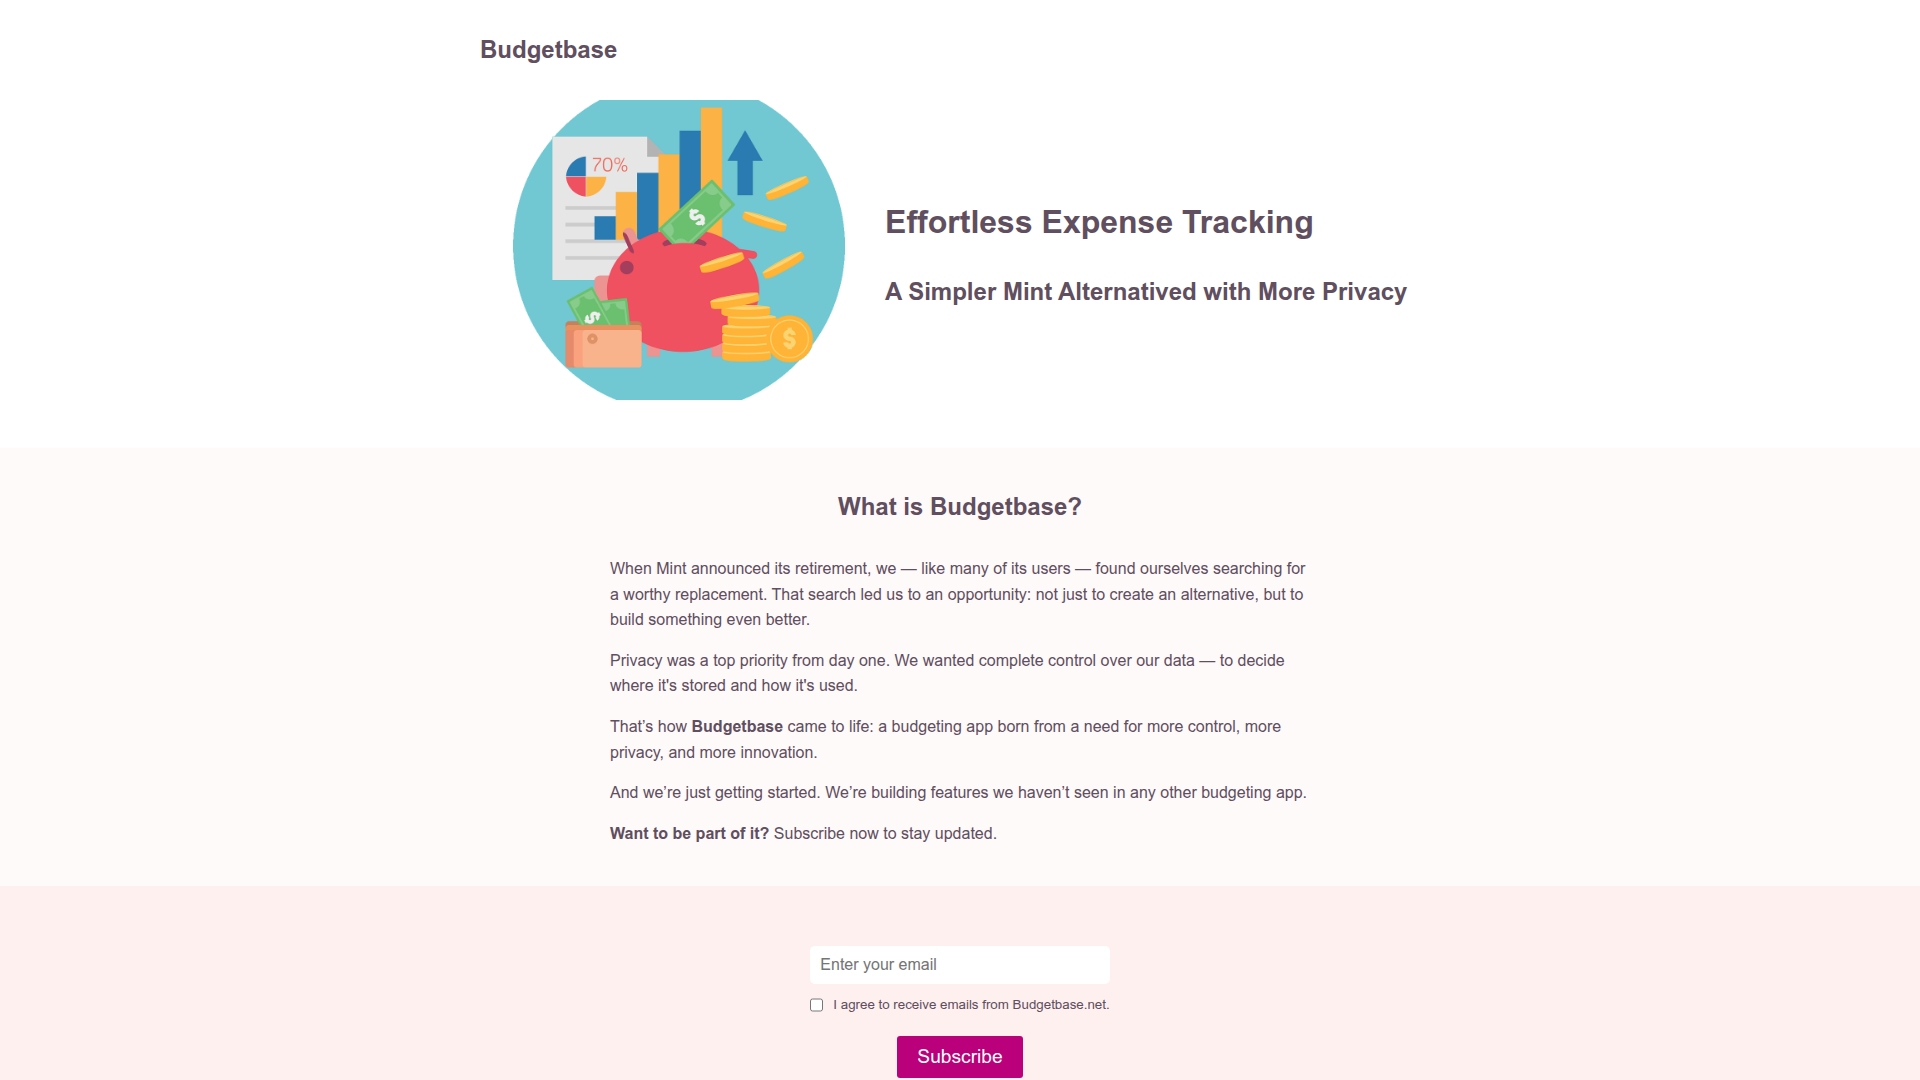 Budgetbase
70%
$
$
$
Effortless Expense Tracking
A Simpler Mint Alternatived with More Privacy
What is Budgetbase?
When Mint announced its retirement, we — like many of its users — found ourselves searching for
a worthy replacement. That search led us to an opportunity: not just to create an alternative, but to
build something even better.
Privacy was a top priority from day one. We wanted complete control over our data — to decide
where it's stored and how it's used.
That’s how Budgetbase came to life: a budgeting app born from a need for more control, more
privacy, and more innovation.
And we’re just getting started. We’re building features we haven’t seen in any other budgeting app.
Want to be part of it? Subscribe now to stay updated.
Enter your email
I agree to receive emails from Budgetbase.net.
Subscribe